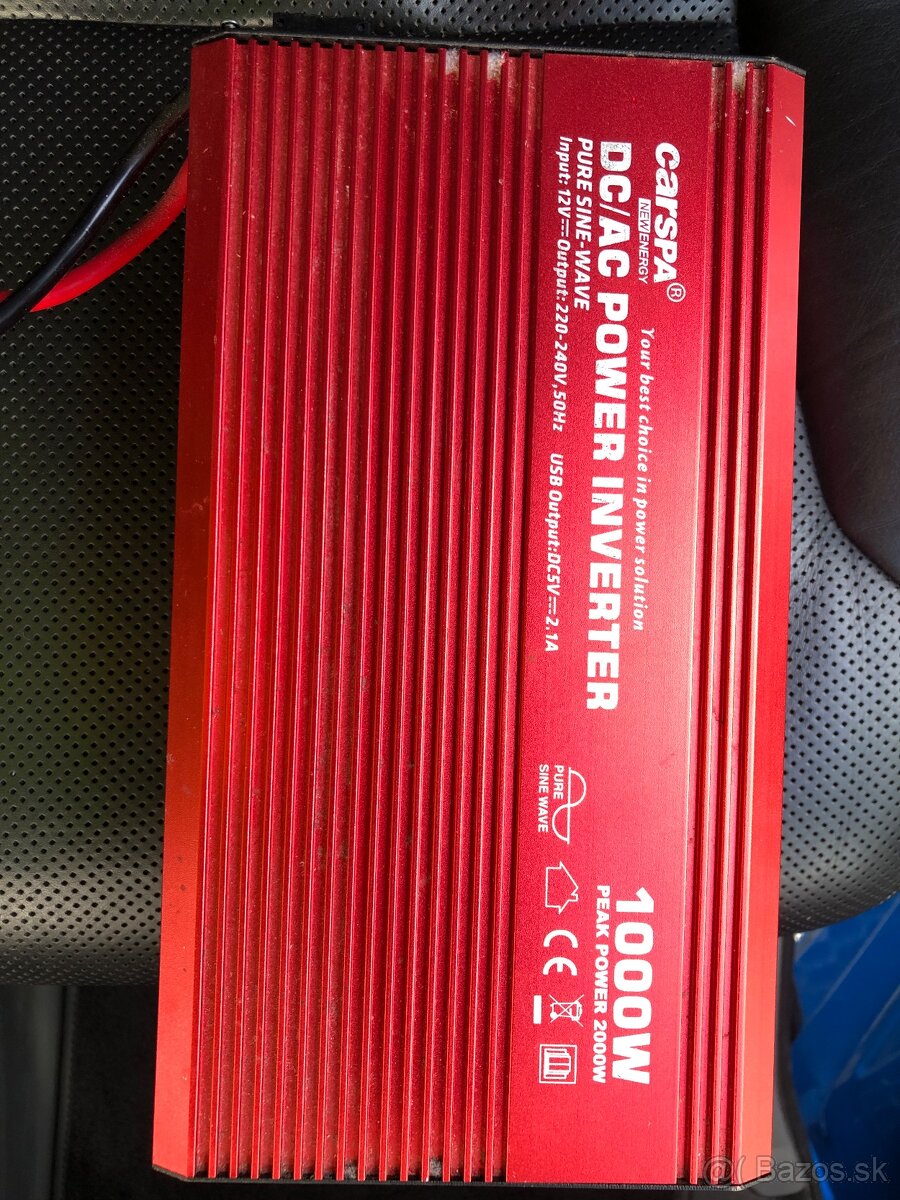 carSPA®
NEW ENERGY
Your best choice in power solution
DC/AC POWER INVERTER
PURE SINE-WAVE
Input: 12V⎓Output: 220-240V,50Hz USB Output:DC5V⎓2.1A
PURE
SINE WAVE
1000W
PEAK POWER 2000W
CE
Bazos.sk